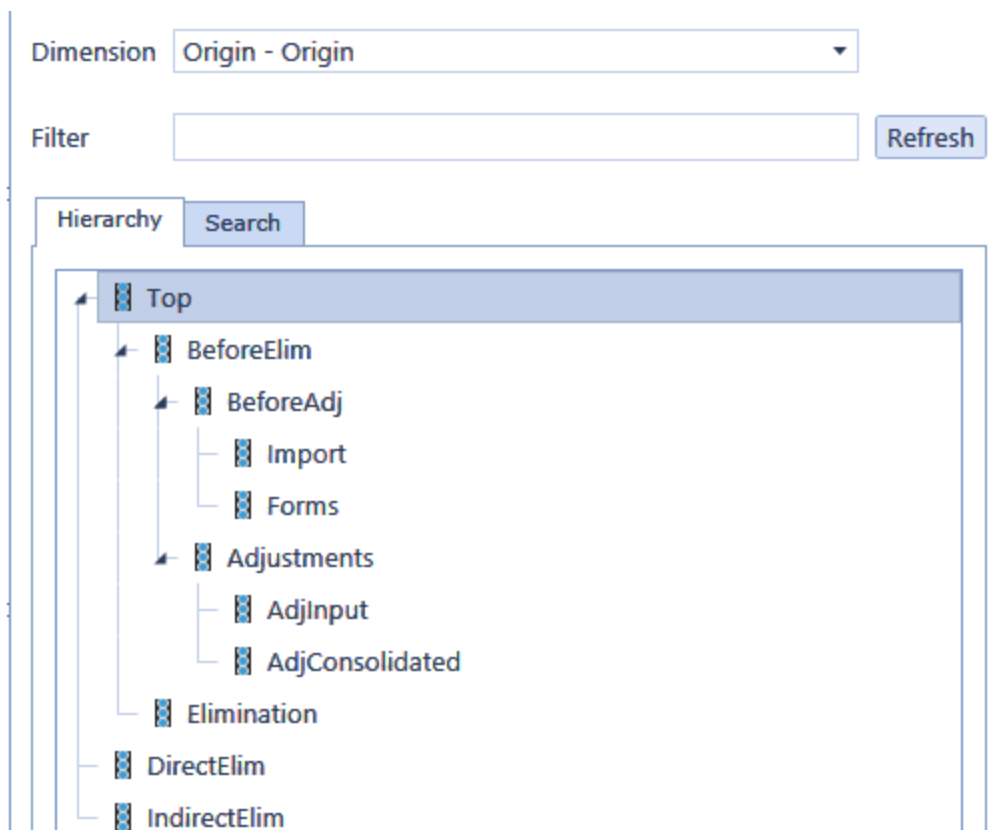 Dimension Origin - Origin
Filter Refresh
Hierarchy Search
Top
BeforeElim
BeforeAdj
Import
Forms
Adjustments
AdjInput
AdjConsolidated
Elimination
DirectElim
IndirectElim